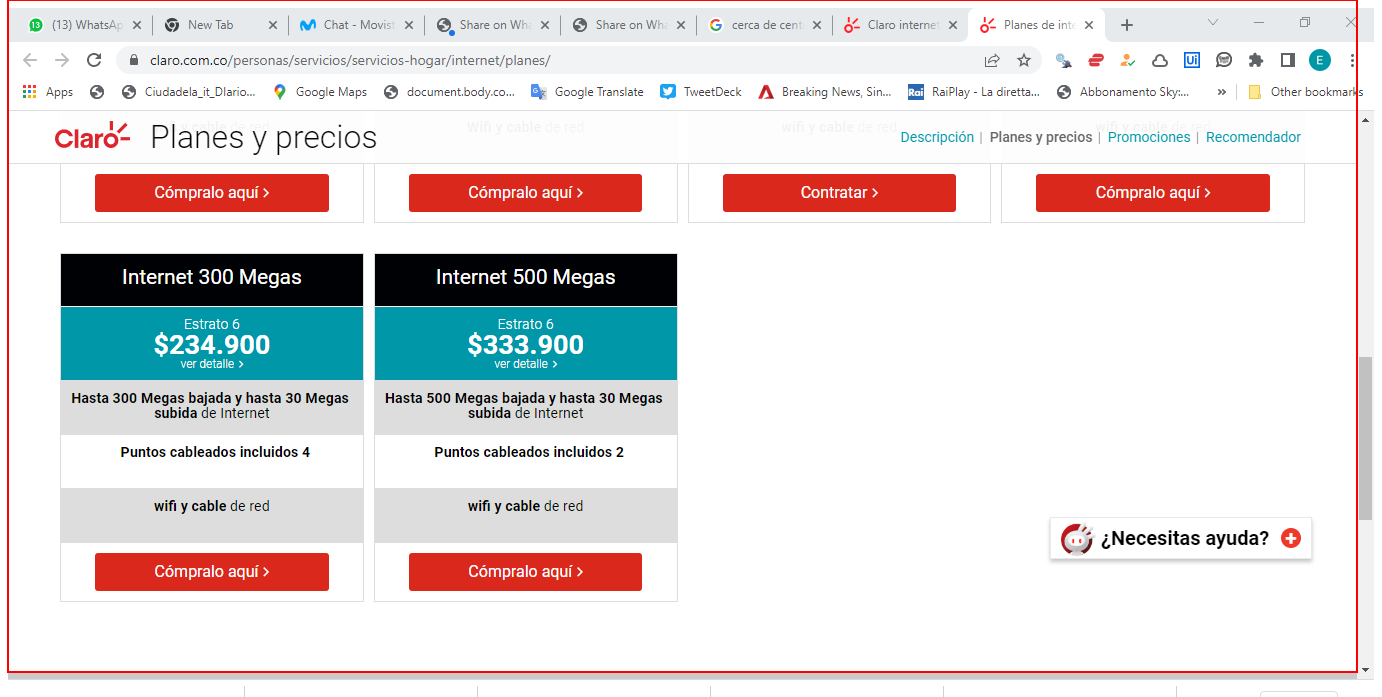 13 (13) WhatsAp
New Tab
Chat - Movist
Share on Wha
Share on Wha
cerca de cent
Claro internet
Planes de inte
claro.com.co/personas/servicios/servicios-hogar/internet/planes/
Ui
E
Apps
Ciudadela_it_DIario...
Google Maps
document.body.co...
Google Translate
TweetDeck
Breaking News, Sin...
Rai RaiPlay - La diretta...
Abbonamento Sky:...
»
Other bookmarks
Claro Planes y precios
Descripción | Planes y precios | Promociones | Recomendador
Wifi y cable de red
wifi y cable de red
Cómpralo aquí >
Cómpralo aquí >
Contratar >
Cómpralo aquí >
Internet 300 Megas
Estrato 6
$234.900
ver detalle >
Hasta 300 Megas bajada y hasta 30 Megas
subida de Internet
Puntos cableados incluidos 4
wifi y cable de red
Cómpralo aquí >
Internet 500 Megas
Estrato 6
$333.900
ver detalle >
Hasta 500 Megas bajada y hasta 30 Megas
subida de Internet
Puntos cableados incluidos 2
wifi y cable de red
Cómpralo aquí >
¿Necesitas ayuda?